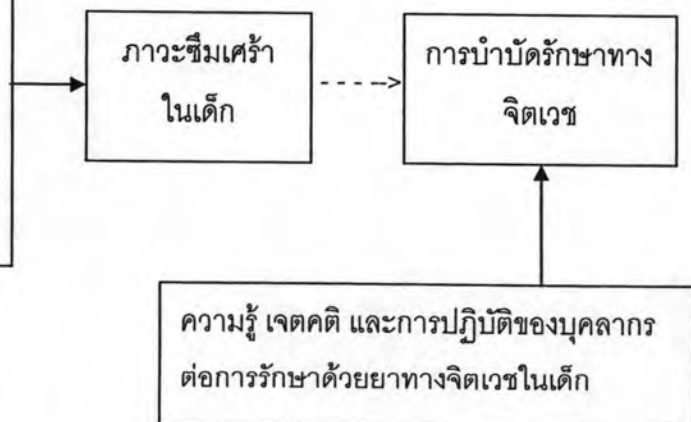 ภาวะซึมเศร้า
ในเด็ก
การบำบัดรักษาทาง
จิตเวช
ความรู้ เจตคติ และการปฏิบัติของบุคลากร
ต่อการรักษาด้วยยาทางจิตเวชในเด็ก